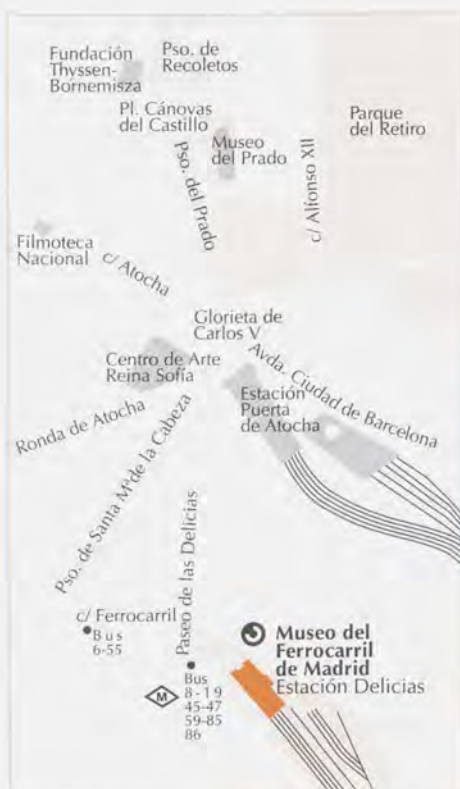 Fundación
Thyssen-
Bornemisza
Pso. de
Recoletos
Pl. Cánovas
del Castillo
Museo
del Prado
Parque
del Retiro
Pso. del Prado
c/ Alfonso XII
Filmoteca
Nacional
c/ Atocha
Glorieta de
Carlos V
Centro de Arte
Reina Sofía
Avda. Ciudad de Barcelona
Estación
Puerta
de Atocha
Ronda de Atocha
Pso. de Santa Mª de la Cabeza
Paseo de las Delicias
c/ Ferrocarril
Bus
6-55
M
Bus
8-19
45-47
59-85
86
Museo del
Ferrocarril
de Madrid
Estación Delicias